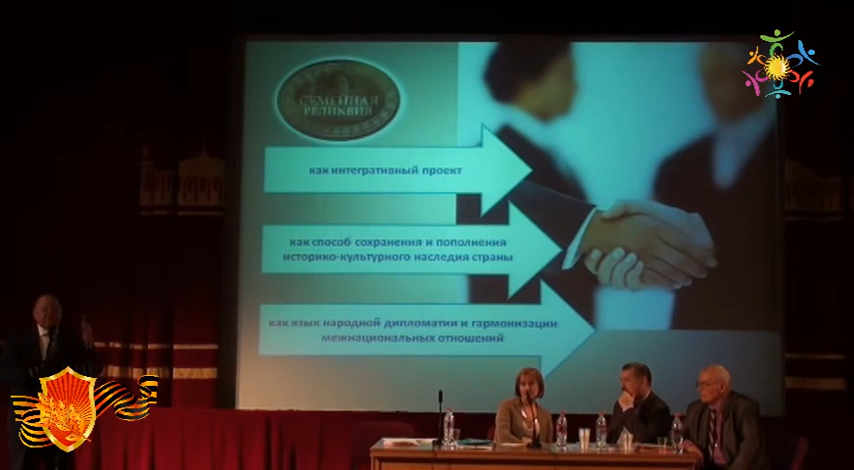 СЕМЕЙНАЯ
РЕЛИКВИЯ
как интегративный проект
как способ сохранения и пополнения
историко-культурного наследия страны
как язык народной дипломатии и гармонизации
межнациональных отношений